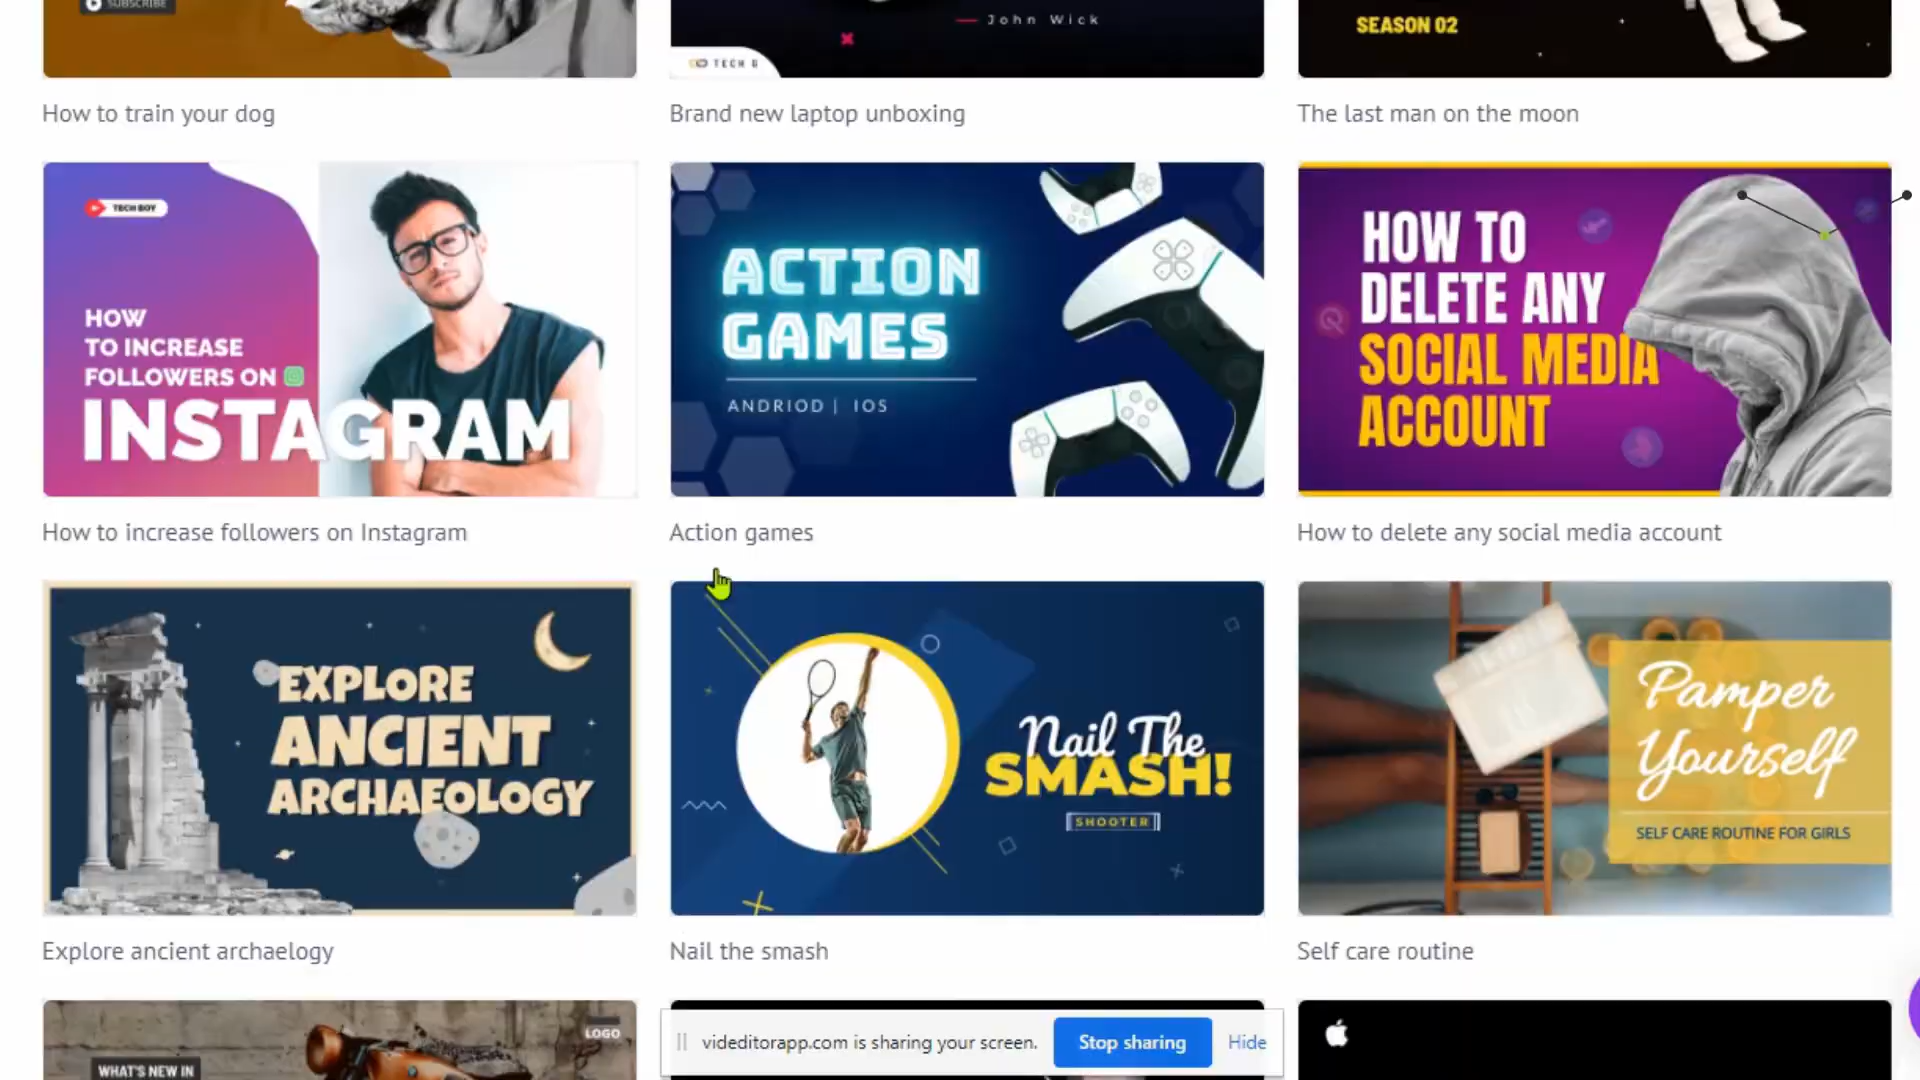 SUBSCRIBE
John Wick
TECH
SEASON 02
How to train your dog
Brand new laptop unboxing
The last man on the moon
TECH BOY
HOW
TO INCREASE
FOLLOWERS ON
INSTAGRAM
ACTION
GAMES
ANDRIOD | IOS
HOW TO
DELETE ANY
SOCIAL MEDIA
ACCOUNT
How to increase followers on Instagram
Action games
How to delete any social media account
EXPLORE
ANCIENT
ARCHAEOLOGY
Nail The
SMASH!
SHOOTER
Pamper
Yourself
SELF CARE ROUTINE FOR GIRLS
Explore ancient archaelogy
Nail the smash
Self care routine
LOGO
WHAT'S NEW IN
videditorapp.com is sharing your screen.
Stop sharing
Hide